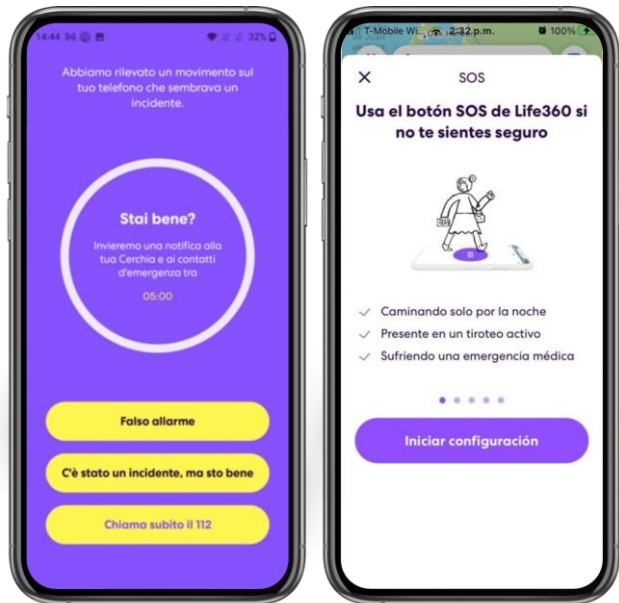 14:44
32%
Abbiamo rilevato un movimento sul
tuo telefono che sembrava un
incidente.
Stai bene?
Invieremo una notifica alla
tua Cerchia e ai contatti
d'emergenza tra
05:00
Falso allarme
C'è stato un incidente, ma sto bene
Chiama subito il 112
T-Mobile Wi... 2:32 p.m. 100%
SOS
Usa el botón SOS de Life360 si
no te sientes seguro
Caminando solo por la noche
Presente en un tiroteo activo
Sufriendo una emergencia médica
Iniciar configuración